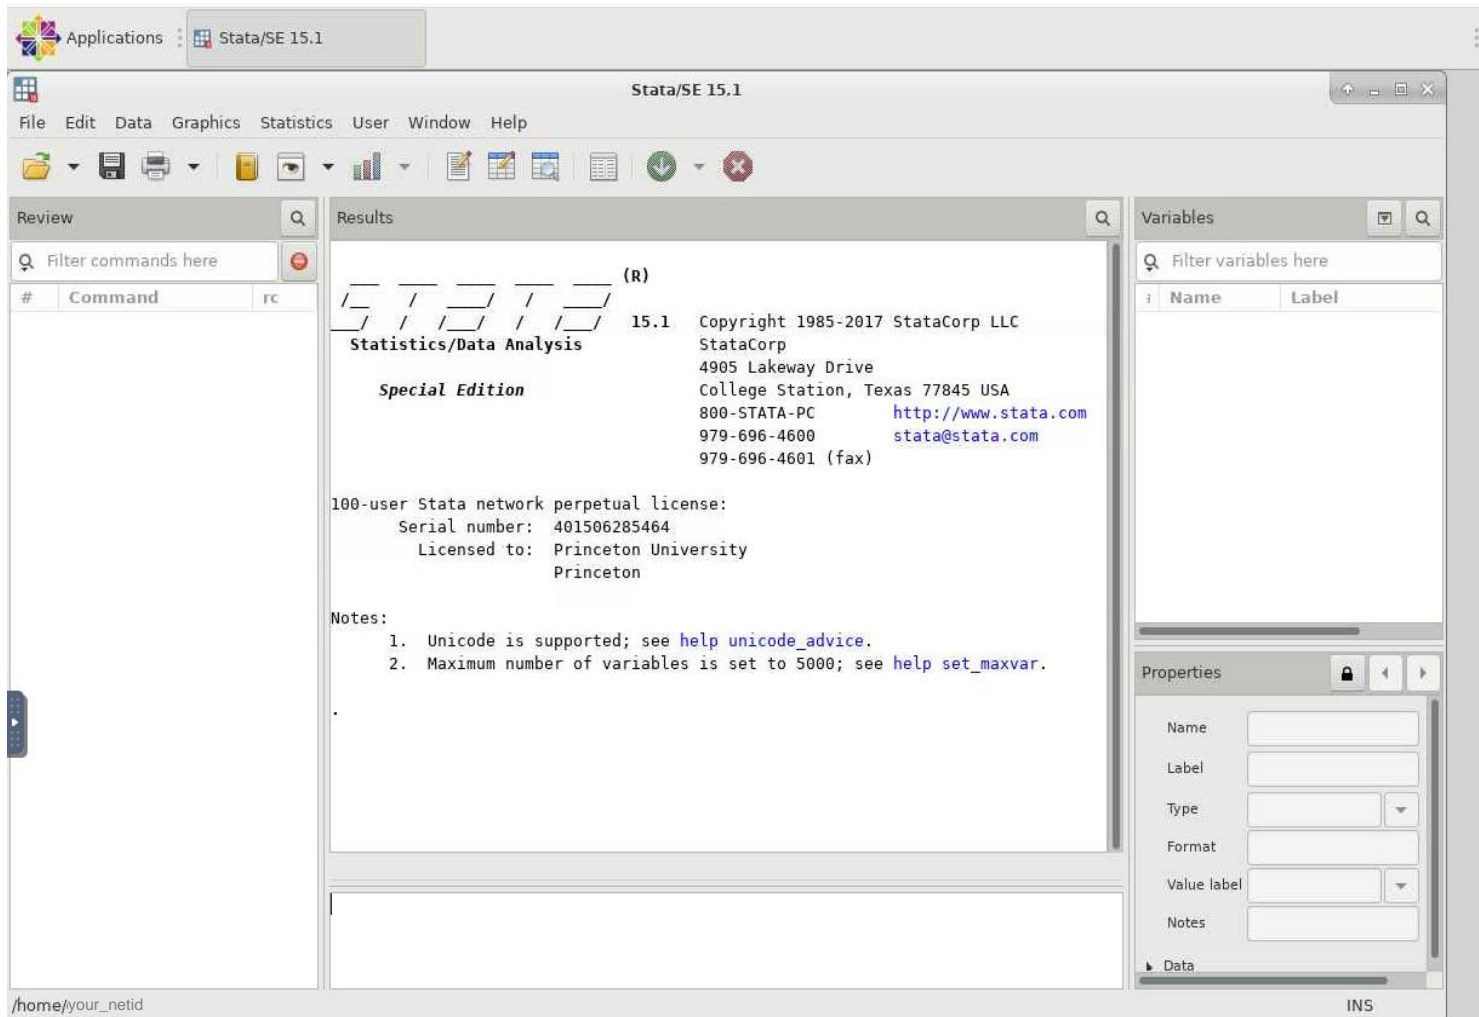 Applications Stata/SE 15.1
Stata/SE 15.1
File Edit Data Graphics Statistics User Window Help
Review
Filter commands here
# Command rc
Results
(R)
15.1 Copyright 1985-2017 StataCorp LLC
Statistics/Data Analysis StataCorp
4905 Lakeway Drive
Special Edition College Station, Texas 77845 USA
800-STATA-PC http://www.stata.com
979-696-4600 stata@stata.com
979-696-4601 (fax)
100-user Stata network perpetual license:
Serial number: 401506285464
Licensed to: Princeton University
Princeton
Notes:
1. Unicode is supported; see help unicode_advice.
2. Maximum number of variables is set to 5000; see help set_maxvar.
.
Variables
Filter variables here
Name Label
Properties
Name
Label
Type
Format
Value label
Notes
Data
/home/your_netid INS